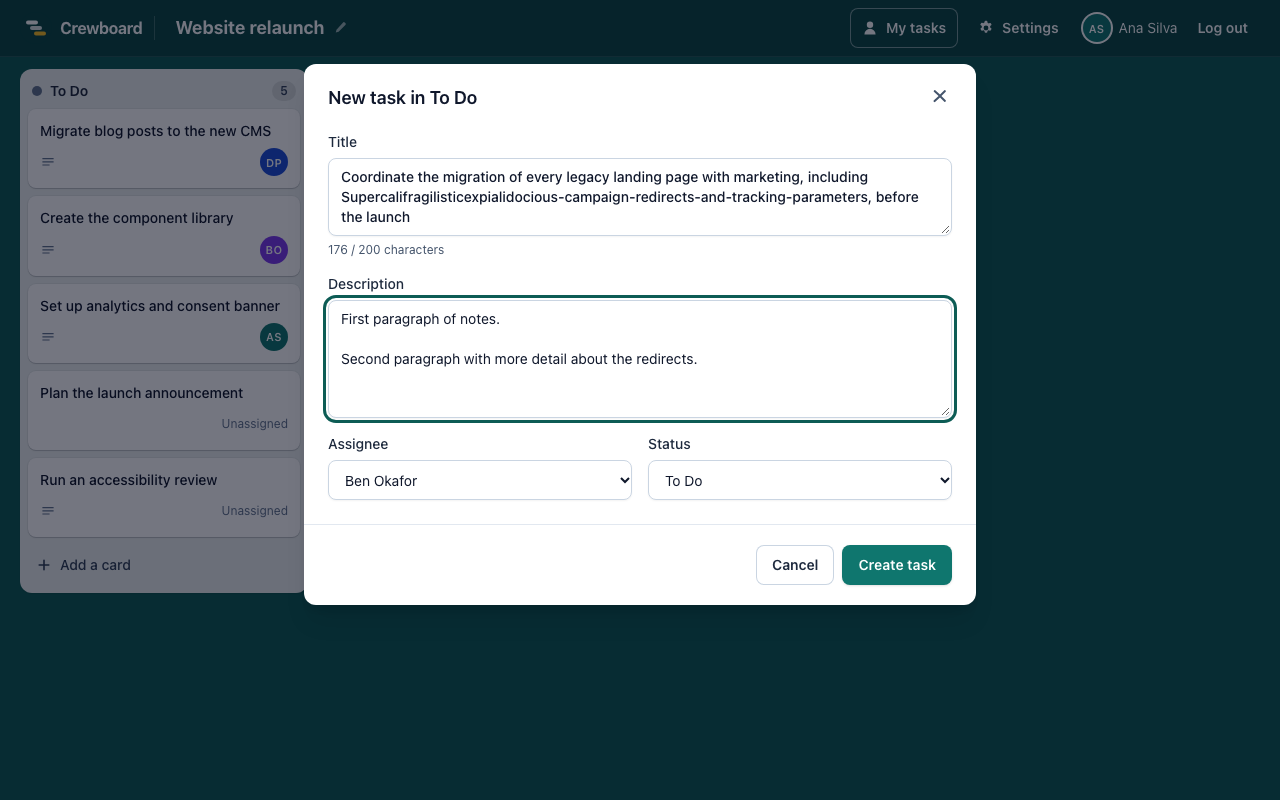 Crewboard
Website relaunch
My tasks
Settings
AS
Ana Silva
Log out
To Do
5
Migrate blog posts to the new CMS
DP
Create the component library
BO
Set up analytics and consent banner
AS
Plan the launch announcement
Unassigned
Run an accessibility review
Unassigned
Add a card
New task in To Do
Title
Coordinate the migration of every legacy landing page with marketing, including
Supercalifragilisticexpialidocious-campaign-redirects-and-tracking-parameters, before
the launch
176 / 200 characters
Description
First paragraph of notes.
Second paragraph with more detail about the redirects.
Assignee
Status
Ben Okafor
To Do
Cancel
Create task